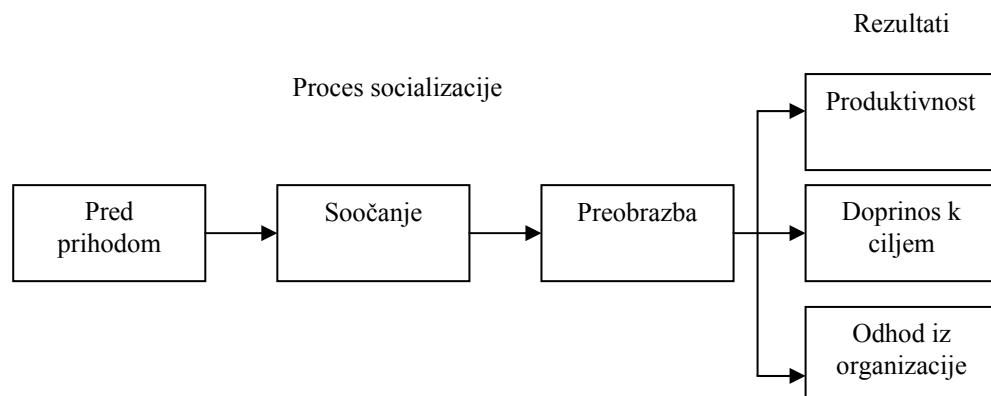 Rezultati
Proces socializacije
Pred
prihodom
Soočanje
Preobrazba
Produktivnost
Doprinos k
ciljem
Odhod iz
organizacije